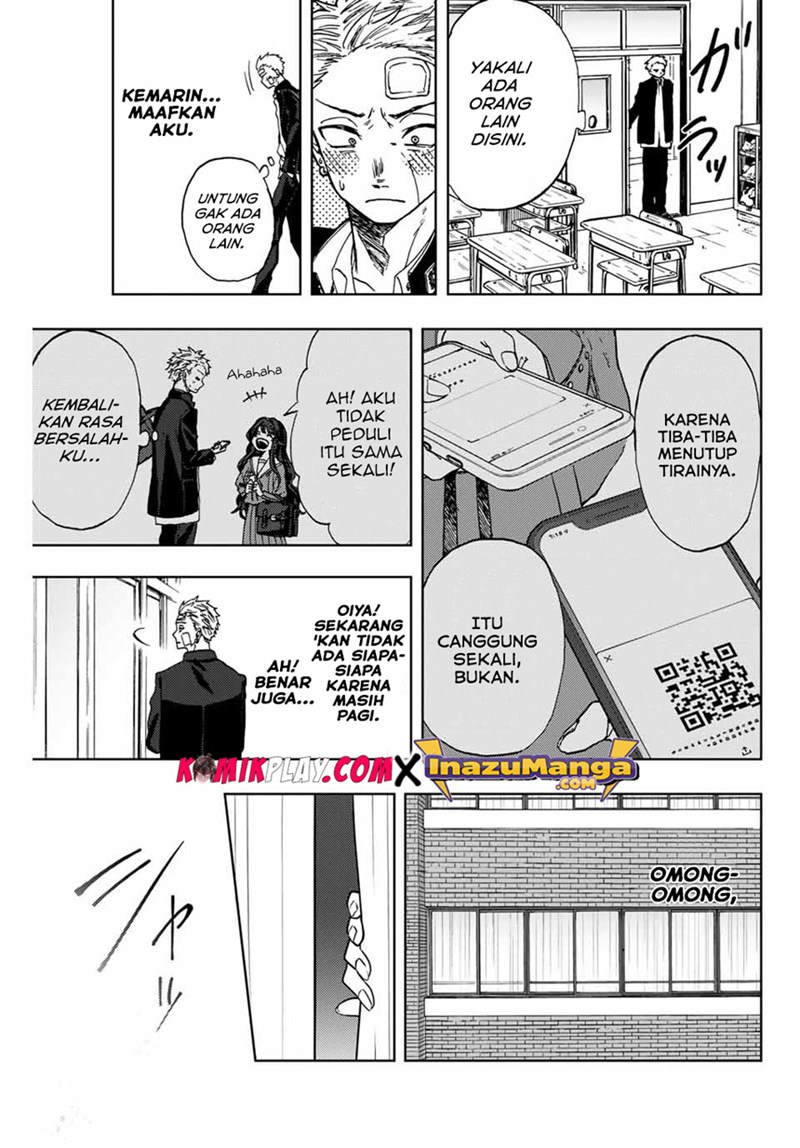 ガ
ラッ
YAKALI
ADA
ORANG
LAIN
DISINI.
KEMARIN...
MAAFKAN
AKU.
UNTUNG
GAK ADA
ORANG
LAIN.
KARENA
TIBA-TIBA
MENUTUP
TIRAINYA.
ITU
CANGGUNG
SEKALI,
BUKAN.
AH! AKU
TIDAK
PEDULI
ITU SAMA
SEKALI!
Ahahaha
KEMBALI-
KAN RASA
BERSALAH-
KU...
OIYA!
SEKARANG
'KAN TIDAK
ADA SIAPA-
SIAPA
KARENA
MASIH
PAGI.
AH!
BENAR
JUGA...
KOMIKPLAY.COM X INAZUMANGA
.COM
OMONG-
OMONG,
シャッ